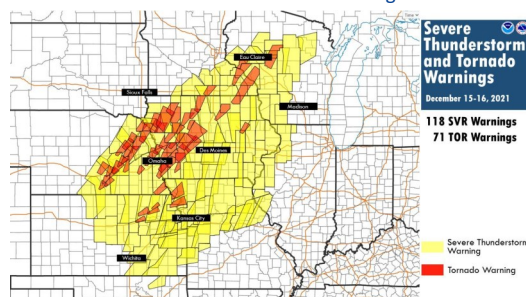 Severe
Thunderstorm
and Tornado
Warnings
December 15-16, 2021
118 SVR Warnings
71 TOR Warnings
Eau Claire
Sioux Falls
Madison
Des Moines
Omaha
Kansas City
Wichita
Severe Thunderstorm
Warning
Tornado Warning